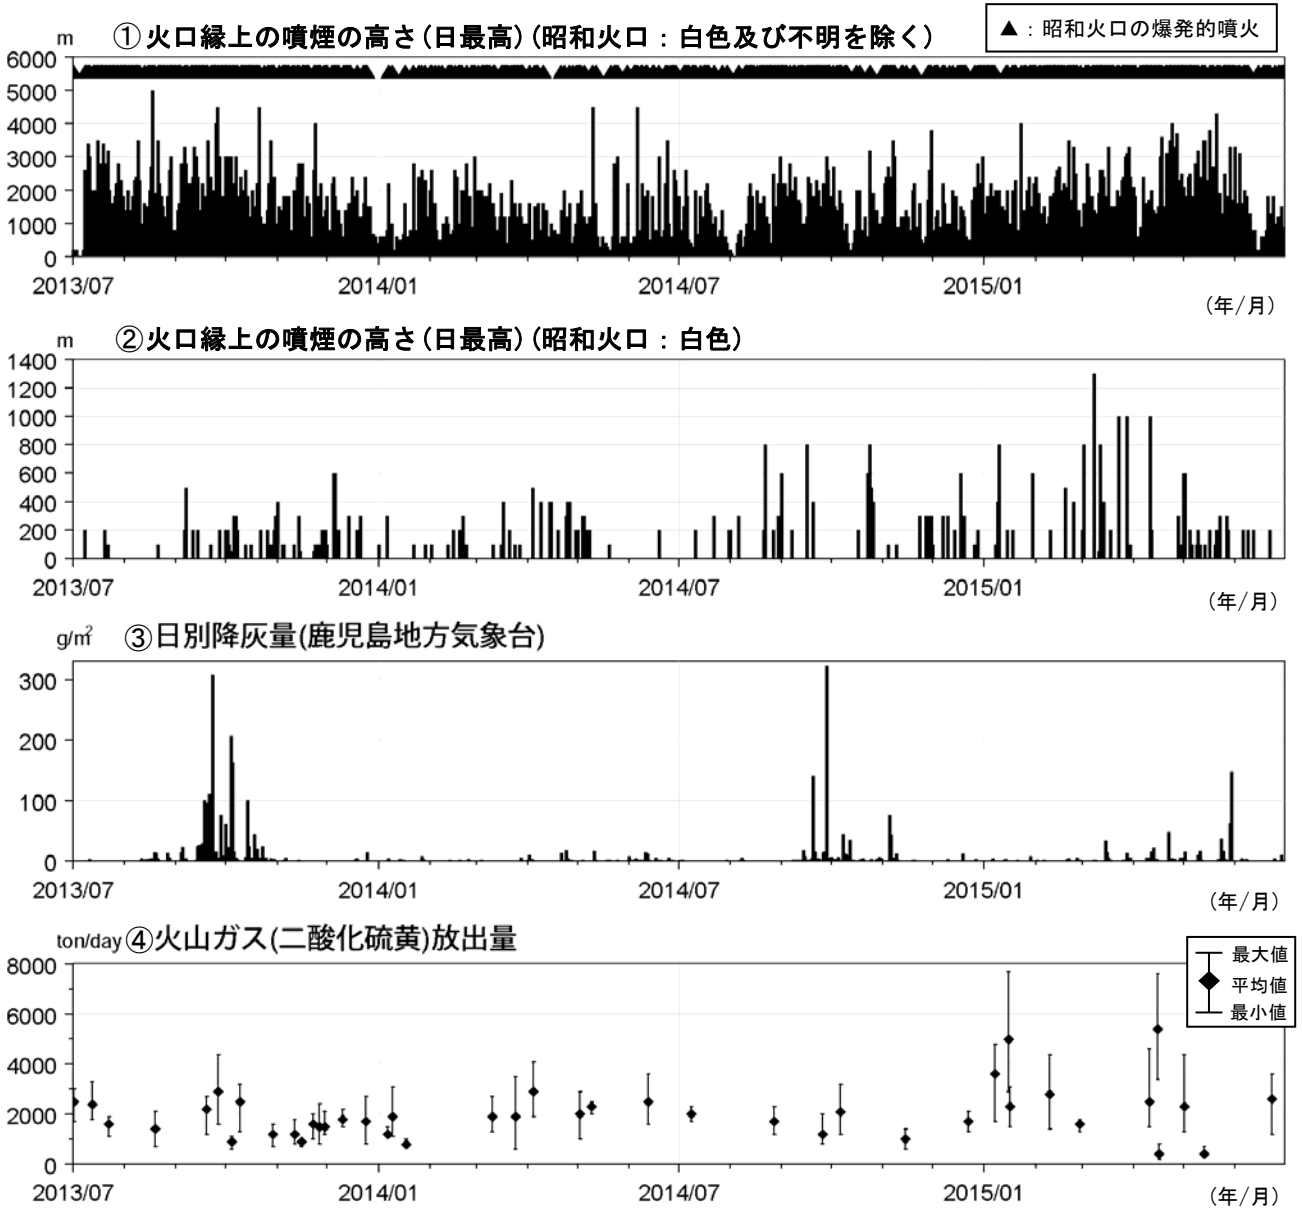 ①火口縁上の噴煙の高さ(日最高)(昭和火口：白色及び不明を除く)
▲：昭和火口の爆発的噴火
m
6000
5000
4000
3000
2000
1000
0
2013/07 2014/01 2014/07 2015/01
(年/月)
②火口縁上の噴煙の高さ(日最高)(昭和火口：白色)
m
1400
1200
1000
800
600
400
200
0
2013/07 2014/01 2014/07 2015/01
(年/月)
g/m² ③日別降灰量(鹿児島地方気象台)
300
200
100
0
2013/07 2014/01 2014/07 2015/01
(年/月)
ton/day ④火山ガス(二酸化硫黄)放出量
最大値
平均値
最小値
8000
6000
4000
2000
0
2013/07 2014/01 2014/07 2015/01
(年/月)